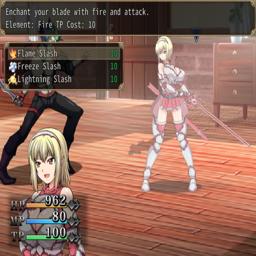 Enchant your blade with fire and attack.
Element: Fire TP Cost: 10
Flame Slash 10
Freeze Slash 10
Lightning Slash 10
HP 962
MP 80
TP 100